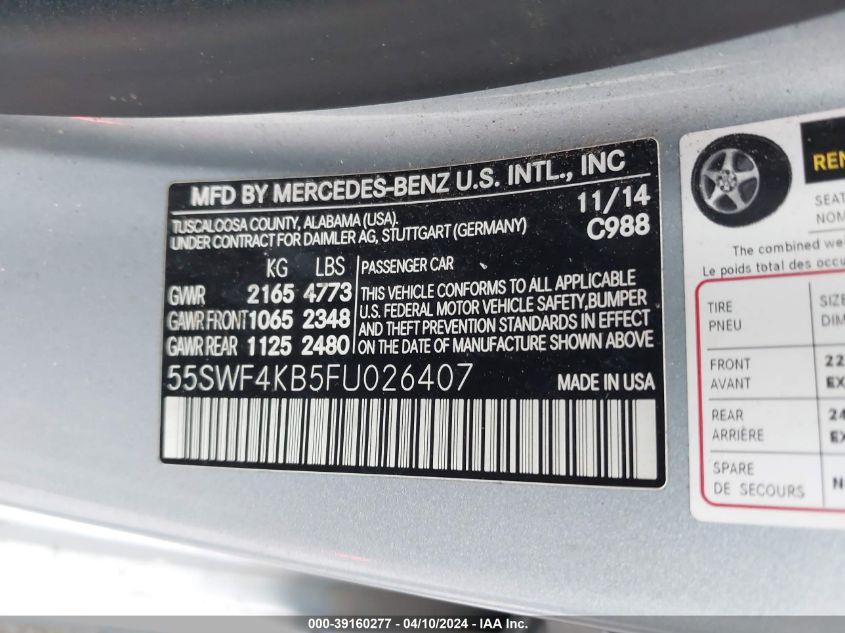 MFD BY MERCEDES-BENZ U.S. INTL., INC
TUSCALOOSA COUNTY, ALABAMA (USA).
UNDER CONTRACT FOR DAIMLER AG, STUTTGART (GERMANY)
11/14
C988
KG LBS
GWR 2165 4773
GAWR FRONT 1065 2348
GAWR REAR 1125 2480
PASSENGER CAR
THIS VEHICLE CONFORMS TO ALL APPLICABLE
U.S. FEDERAL MOTOR VEHICLE SAFETY, BUMPER
AND THEFT PREVENTION STANDARDS IN EFFECT
ON THE DATE OF MANUFACTURE SHOWN ABOVE
55SWF4KB5FU026407
MADE IN USA
The combined
Le poids total des
TIRE
PNEU
FRONT
AVANT
REAR
ARRIÈRE
SPARE
DE SECOURS
000-39160277 - 04/10/2024 - IAA Inc.